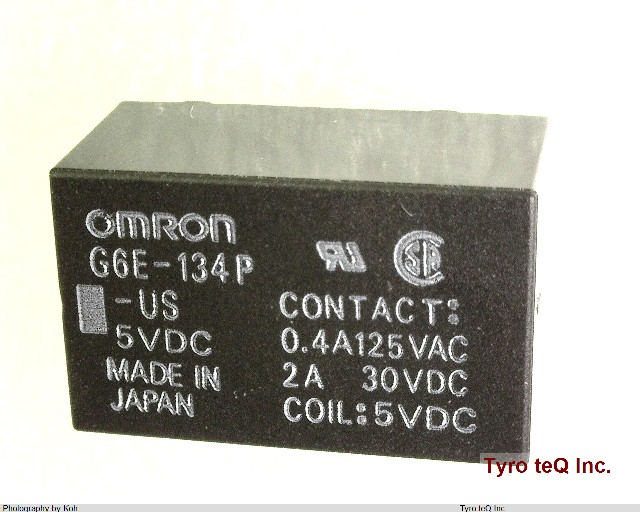 OMRON
G6E-134P
-US
5VDC
MADE IN
JAPAN
CONTACT:
0.4A125VAC
2A 30VDC
COIL:5VDC
Tyro teQ Inc.
Photography by Koh
Tyro teQ Inc